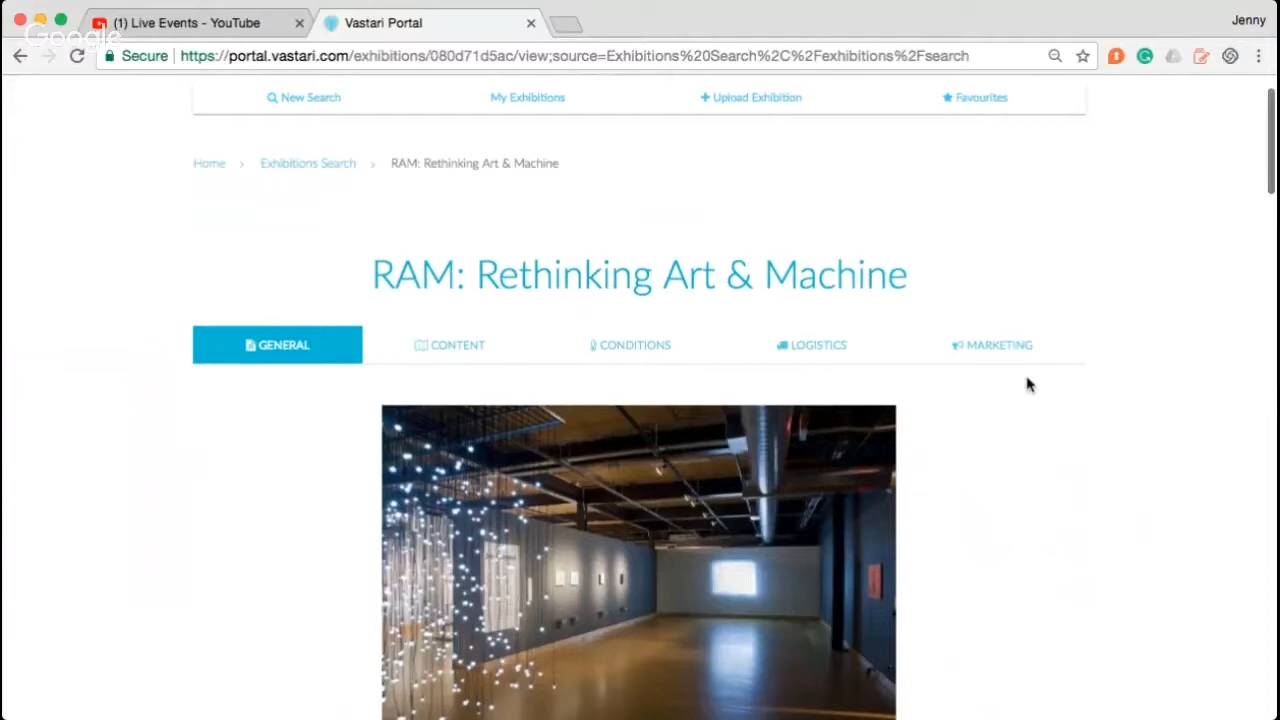 (1) Live Events - YouTube
Vastari Portal
Jenny
Google
Secure
https://portal.vastari.com/exhibitions/080d71d5ac/view;source=Exhibitions%20Search%2C%2Fexhibitions%2Fsearch
New Search
My Exhibitions
Upload Exhibition
Favourites
Home > Exhibitions Search > RAM: Rethinking Art & Machine
RAM: Rethinking Art & Machine
GENERAL
CONTENT
CONDITIONS
LOGISTICS
MARKETING